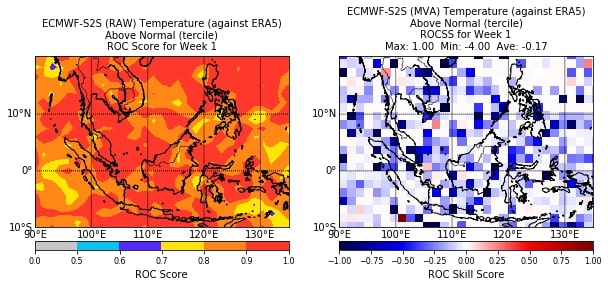 ECMWF-S2S (RAW) Temperature (against ERA5)
Above Normal (tercile)
ROC Score for Week 1
10°N
0°
10°S
90°E 100°E 110°E 120°E 130°E
0.0 0.5 0.6 0.7 0.8 0.9 1.0
ROC Score
ECMWF-S2S (MVA) Temperature (against ERA5)
Above Normal (tercile)
ROCSS for Week 1
Max: 1.00 Min: -4.00 Ave: -0.17
10°N
0°
10°S
90°E 100°E 110°E 120°E 130°E
−1.00 −0.75 −0.50 −0.25 0.00 0.25 0.50 0.75 1.00
ROC Skill Score